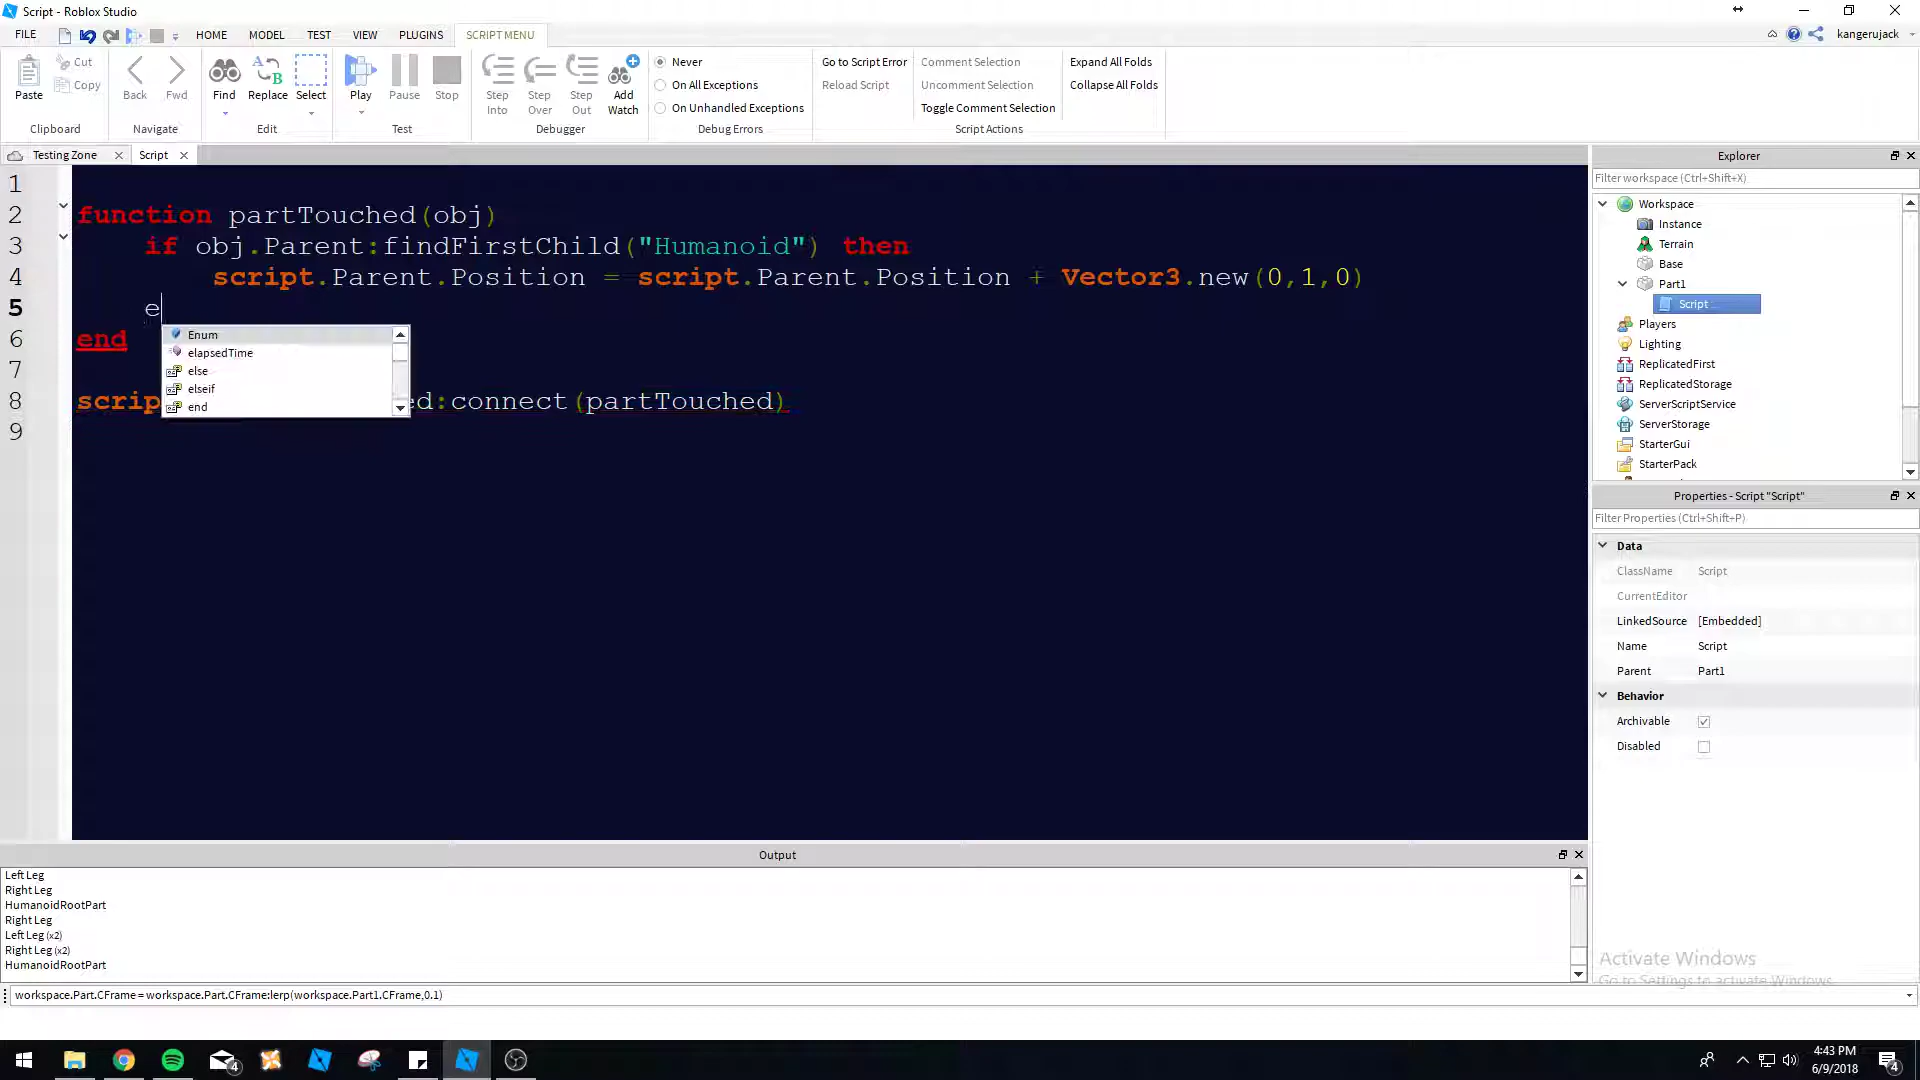 Script - Roblox Studio
FILE HOME MODEL TEST VIEW PLUGINS SCRIPT MENU kangerujack
Paste Cut Copy Back Fwd Find Replace Select Play Pause Stop Step Into Step Over Step Out Add Watch
Never
On All Exceptions
On Unhandled Exceptions
Go to Script Error
Reload Script
Comment Selection
Uncomment Selection
Toggle Comment Selection
Expand All Folds
Collapse All Folds
Clipboard Navigate Edit Test Debugger Debug Errors Script Actions
Testing Zone Script
1
2 function partTouched(obj)
3 if obj.Parent:findFirstChild("Humanoid") then
4 script.Parent.Position = script.Parent.Position + Vector3.new(0,1,0)
5 e
6 end
7
8 scrip ed:connect(partTouched)
9
Enum
elapsedTime
else
elseif
end
Explorer
Filter workspace (Ctrl+Shift+X)
Workspace
Instance
Terrain
Base
Part1
Script
Players
Lighting
ReplicatedFirst
ReplicatedStorage
ServerScriptService
ServerStorage
StarterGui
StarterPack
Properties - Script "Script"
Filter Properties (Ctrl+Shift+P)
Data
ClassName Script
CurrentEditor
LinkedSource [Embedded]
Name Script
Parent Part1
Behavior
Archivable
Disabled
Output
Left Leg
Right Leg
HumanoidRootPart
Right Leg
Left Leg (x2)
Right Leg (x2)
HumanoidRootPart
workspace.Part.CFrame = workspace.Part.CFrame:lerp(workspace.Part1.CFrame,0.1)
Activate Windows
Go to Settings to activate Windows.
4
4:43 PM
6/9/2018
4